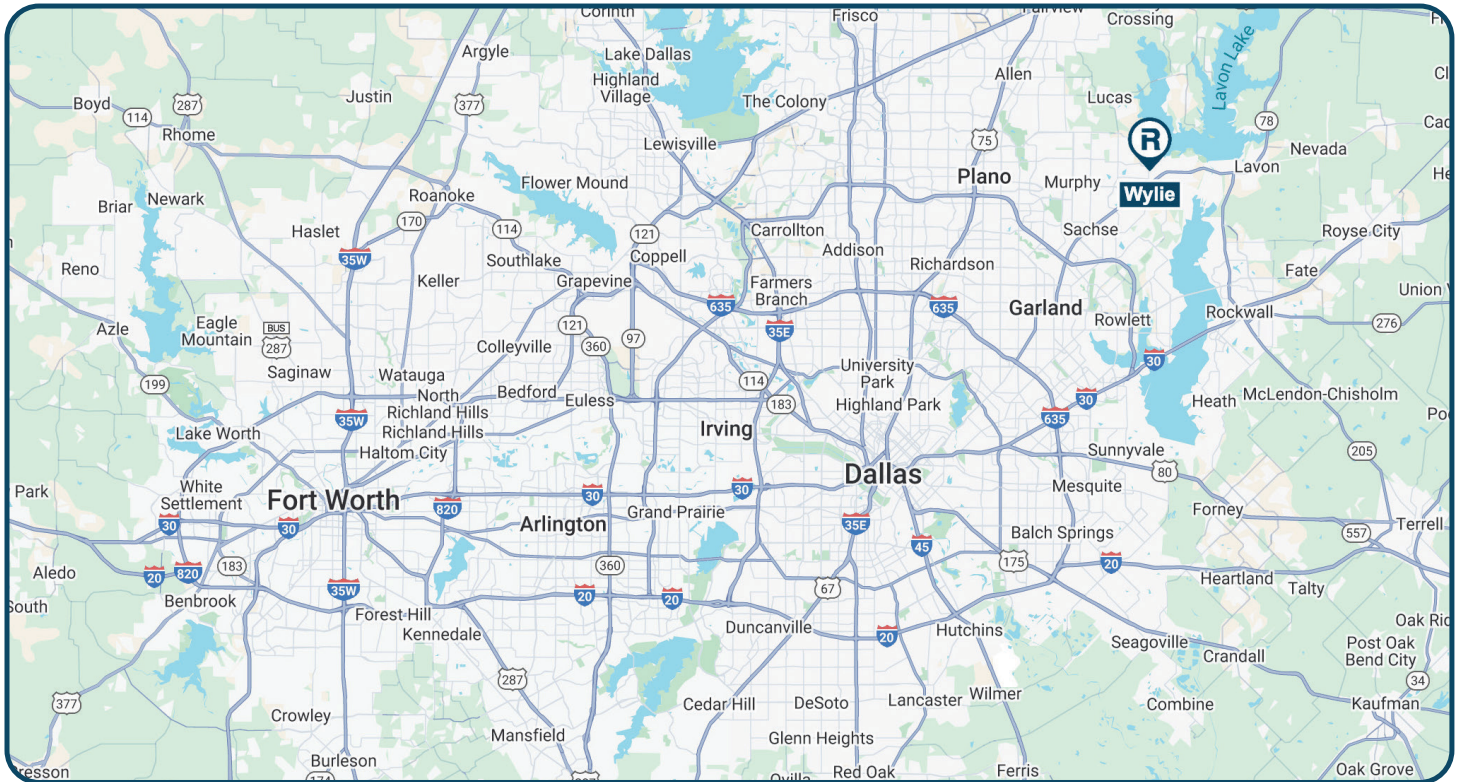 Corinth
Frisco
Fairview
Crossing
Argyle
Lake Dallas
Highland
Village
Lavon Lake
Allen
Boyd
114
287
Justin
377
The Colony
Lucas
78
Rhome
Lewisville
75
R
Nevada
Lavon
Flower Mound
Plano
Murphy
Wylie
Briar
Newark
Roanoke
170
114
121
Carrollton
Sachse
Royse City
Haslet
35W
Southlake
Coppell
Addison
Richardson
Reno
Keller
Grapevine
Farmers
Branch
Fate
Union
635
635
Garland
Rowlett
Rockwall
276
Azle
Eagle
Mountain
BUS
287
121
360
97
35E
Colleyville
30
Saginaw
199
Watauga
North
Richland Hills
Richland Hills
Bedford
Euless
114
183
University
Park
Highland Park
30
635
Heath
McLendon-Chisholm
35W
Lake Worth
Haltom City
Irving
Sunnyvale
80
205
Park
White
Settlement
Fort Worth
820
30
30
Dallas
Mesquite
30
30
Arlington
Grand Prairie
35E
45
Balch Springs
Forney
557
Terrell
Aledo
20
820
183
360
175
20
Heartland
Talty
Benbrook
35W
20
20
67
Forest Hill
Kennedale
Duncanville
20
Hutchins
Seagoville
Crandall
Post Oak
Bend City
34
287
377
Cedar Hill
DeSoto
Lancaster
Wilmer
Combine
Kaufman
Crowley
Mansfield
Glenn Heights
Burleson
174
Ovilla
Red Oak
Ferris
Oak Grove